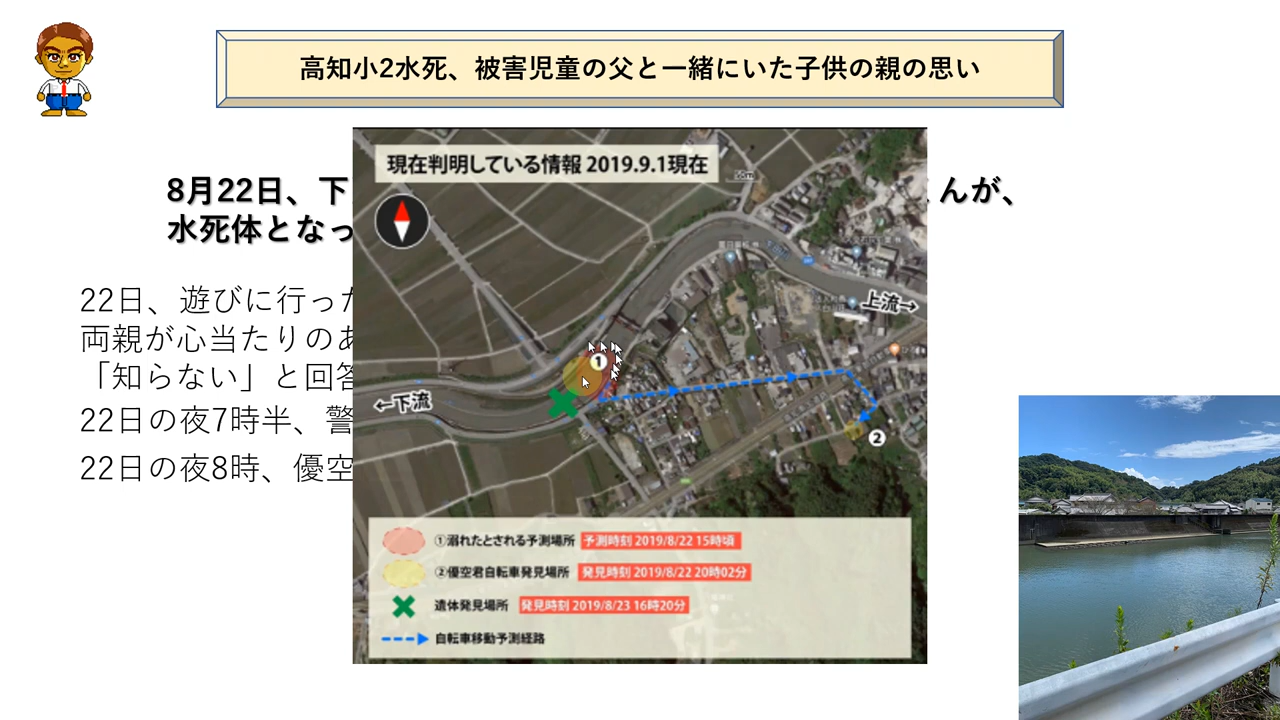 高知小2水死、被害児童の父と一緒にいた子供の親の思い
8月22日、下
んが、
水死体となっ
22日、遊びに行った
両親が心当たりのあ
「知らない」と回答
22日の夜7時半、警
22日の夜8時、優空
現在判明している情報 2019.9.1現在
上流→
←下流
1
2
①溺れたとされる予測場所 予測時刻 2019/8/22 15時頃
②優空君自転車発見場所 発見時刻 2019/8/22 20時02分
遺体発見場所 発見時刻 2019/8/23 16時20分
自転車移動予測経路